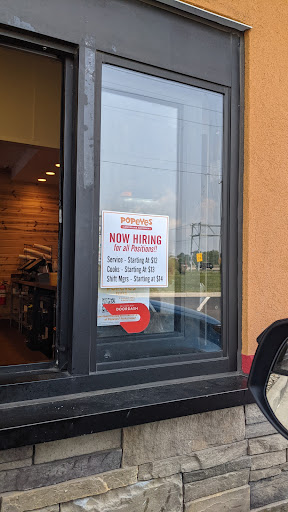 POPEYES
NOW HIRING
for all Positions!!
Service - Starting At $12
Cooks - Starting At $13
Shift Mgrs - Starting at $14
DOORDASH